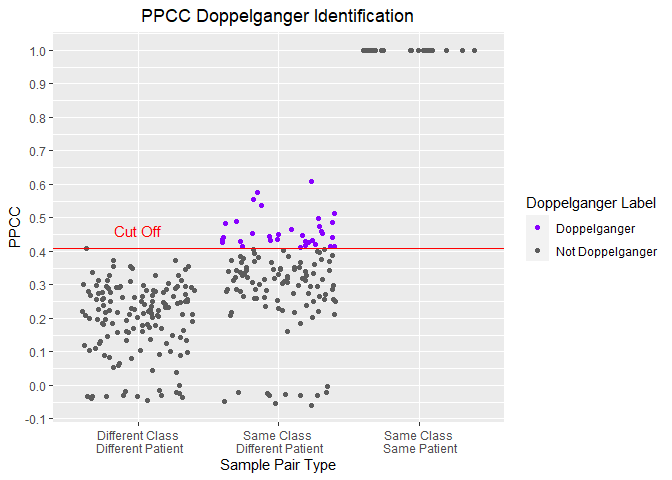 PPCC Doppelganger Identification
1.0
0.9
0.8
0.7
0.6
0.5
0.4
0.3
0.2
0.1
0.0
-0.1
PPCC
Cut Off
Different Class
Different Patient
Same Class
Different Patient
Same Class
Same Patient
Sample Pair Type
Doppelganger Label
Doppelganger
Not Doppelganger